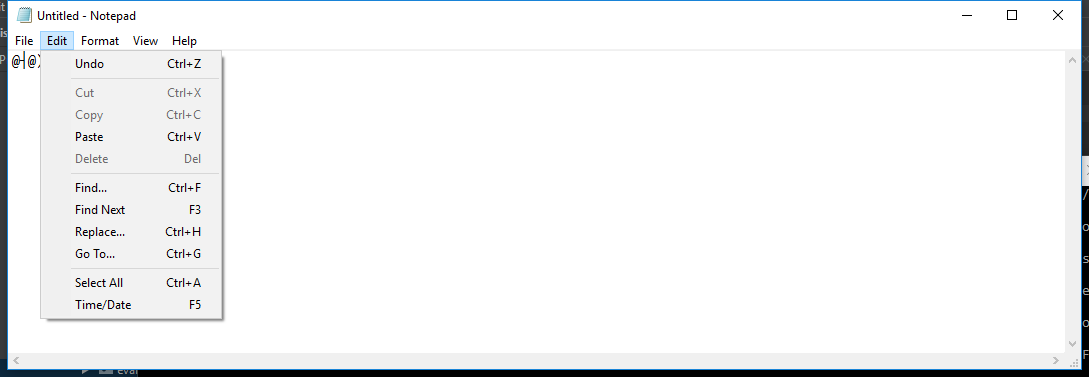 Untitled - Notepad
File Edit Format View Help
Undo Ctrl+Z
Cut Ctrl+X
Copy Ctrl+C
Paste Ctrl+V
Delete Del
Find... Ctrl+F
Find Next F3
Replace... Ctrl+H
Go To... Ctrl+G
Select All Ctrl+A
Time/Date F5
eval